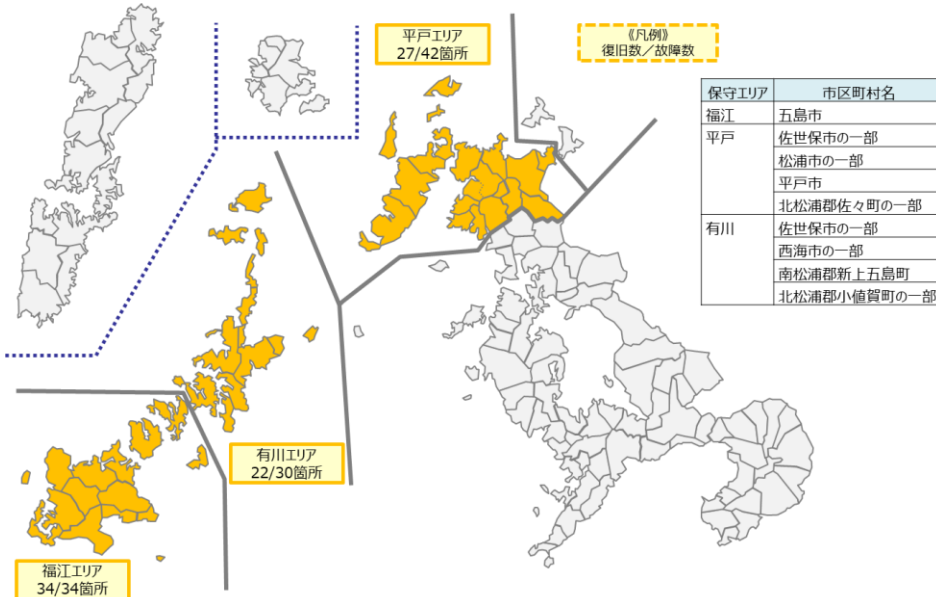 平戸エリア
27/42箇所
《凡例》
復旧数／故障数
保守エリア 市区町村名
福江 五島市
平戸 佐世保市の一部
松浦市の一部
平戸市
北松浦郡佐々町の一部
有川 佐世保市の一部
西海市の一部
南松浦郡新上五島町
北松浦郡小値賀町の一部
有川エリア
22/30箇所
福江エリア
34/34箇所